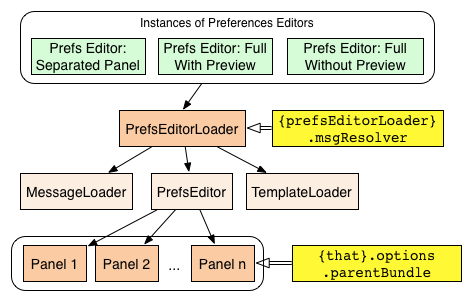 Instances of Preferences Editors
Prefs Editor:
Separated Panel
Prefs Editor: Full
With Preview
Prefs Editor: Full
Without Preview
PrefsEditorLoader
{prefsEditorLoader}
.msgResolver
MessageLoader
PrefsEditor
TemplateLoader
Panel 1
Panel 2
...
Panel n
{that}.options
.parentBundle